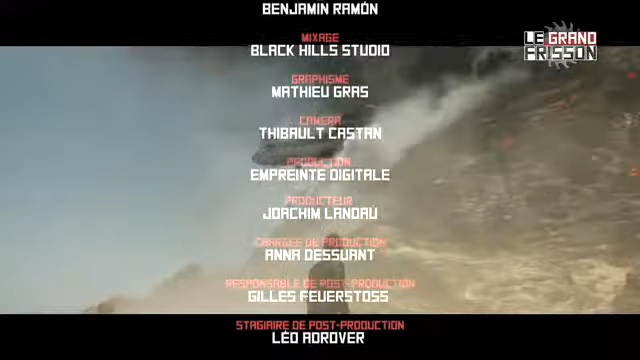 BENJAMIN RAMÓN
MIXAGE
BLACK HILLS STUDIO
GRAPHISME
MATHIEU GRAS
CAMERA
THIBAULT CASTAN
PRODUCTION
EMPREINTE DIGITALE
PRODUCTEUR
JOACHIM LANDAU
CHARGÉE DE PRODUCTION
ANNA DESSUANT
RESPONSABLE DE POST-PRODUCTION
GILLES FEUERSTOSS
STAGIAIRE DE POST-PRODUCTION
LÉO ADROVER
LE GRAND
FRISSON